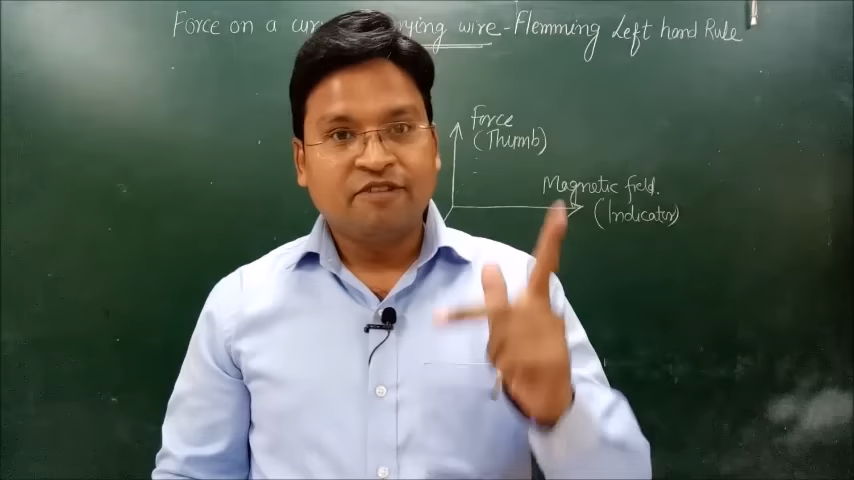 Force on a wire - Flemming Left hand Rule
Force
(Thumb)
Magnetic field.
(Indicator)